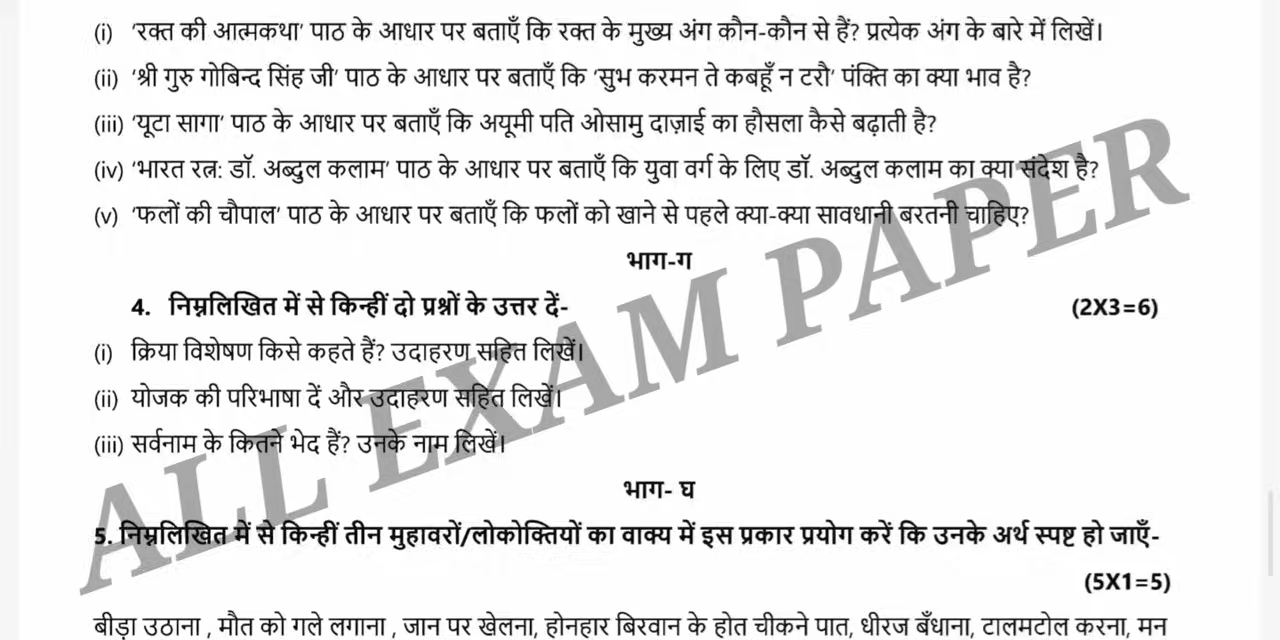 (i) 'रक्त की आत्मकथा' पाठ के आधार पर बताएँ कि रक्त के मुख्य अंग कौन-कौन से हैं? प्रत्येक अंग के बारे में लिखें।
(ii) 'श्री गुरु गोबिन्द सिंह जी' पाठ के आधार पर बताएँ कि 'सुभ करमन ते कबहूँ न टरौ' पंक्ति का क्या भाव है?
(iii) 'यूटा सागा' पाठ के आधार पर बताएँ कि अयूमी पति ओसामु दाज़ाई का हौसला कैसे बढ़ाती है?
(iv) 'भारत रत्न: डॉ. अब्दुल कलाम' पाठ के आधार पर बताएँ कि युवा वर्ग के लिए डॉ. अब्दुल कलाम का क्या संदेश है?
(v) 'फलों की चौपाल' पाठ के आधार पर बताएँ कि फलों को खाने से पहले क्या-क्या सावधानी बरतनी चाहिए?
भाग-ग
4. निम्नलिखित में से किन्हीं दो प्रश्नों के उत्तर दें- (2X3=6)
(i) क्रिया विशेषण किसे कहते हैं? उदाहरण सहित लिखें।
(ii) योजक की परिभाषा दें और उदाहरण सहित लिखें।
(iii) सर्वनाम के कितने भेद हैं? उनके नाम लिखें।
भाग- घ
5. निम्नलिखित में से किन्हीं तीन मुहावरों/लोकोक्तियों का वाक्य में इस प्रकार प्रयोग करें कि उनके अर्थ स्पष्ट हो जाएँ-
(5X1=5)
बीड़ा उठाना , मौत को गले लगाना , जान पर खेलना, होनहार बिरवान के होत चीकने पात, धीरज बँधाना, टालमटोल करना, मन
ALL EXAM PAPER